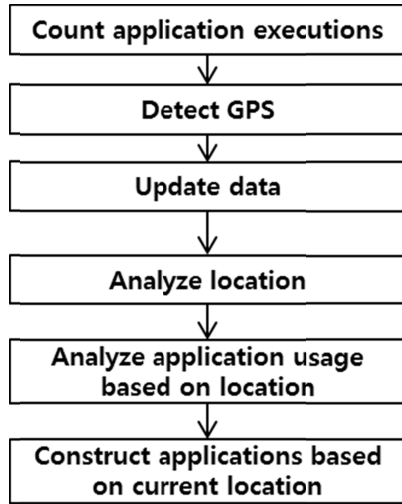 Count application executions
Detect GPS
Update data
Analyze location
Analyze application usage
based on location
Construct applications based
on current location